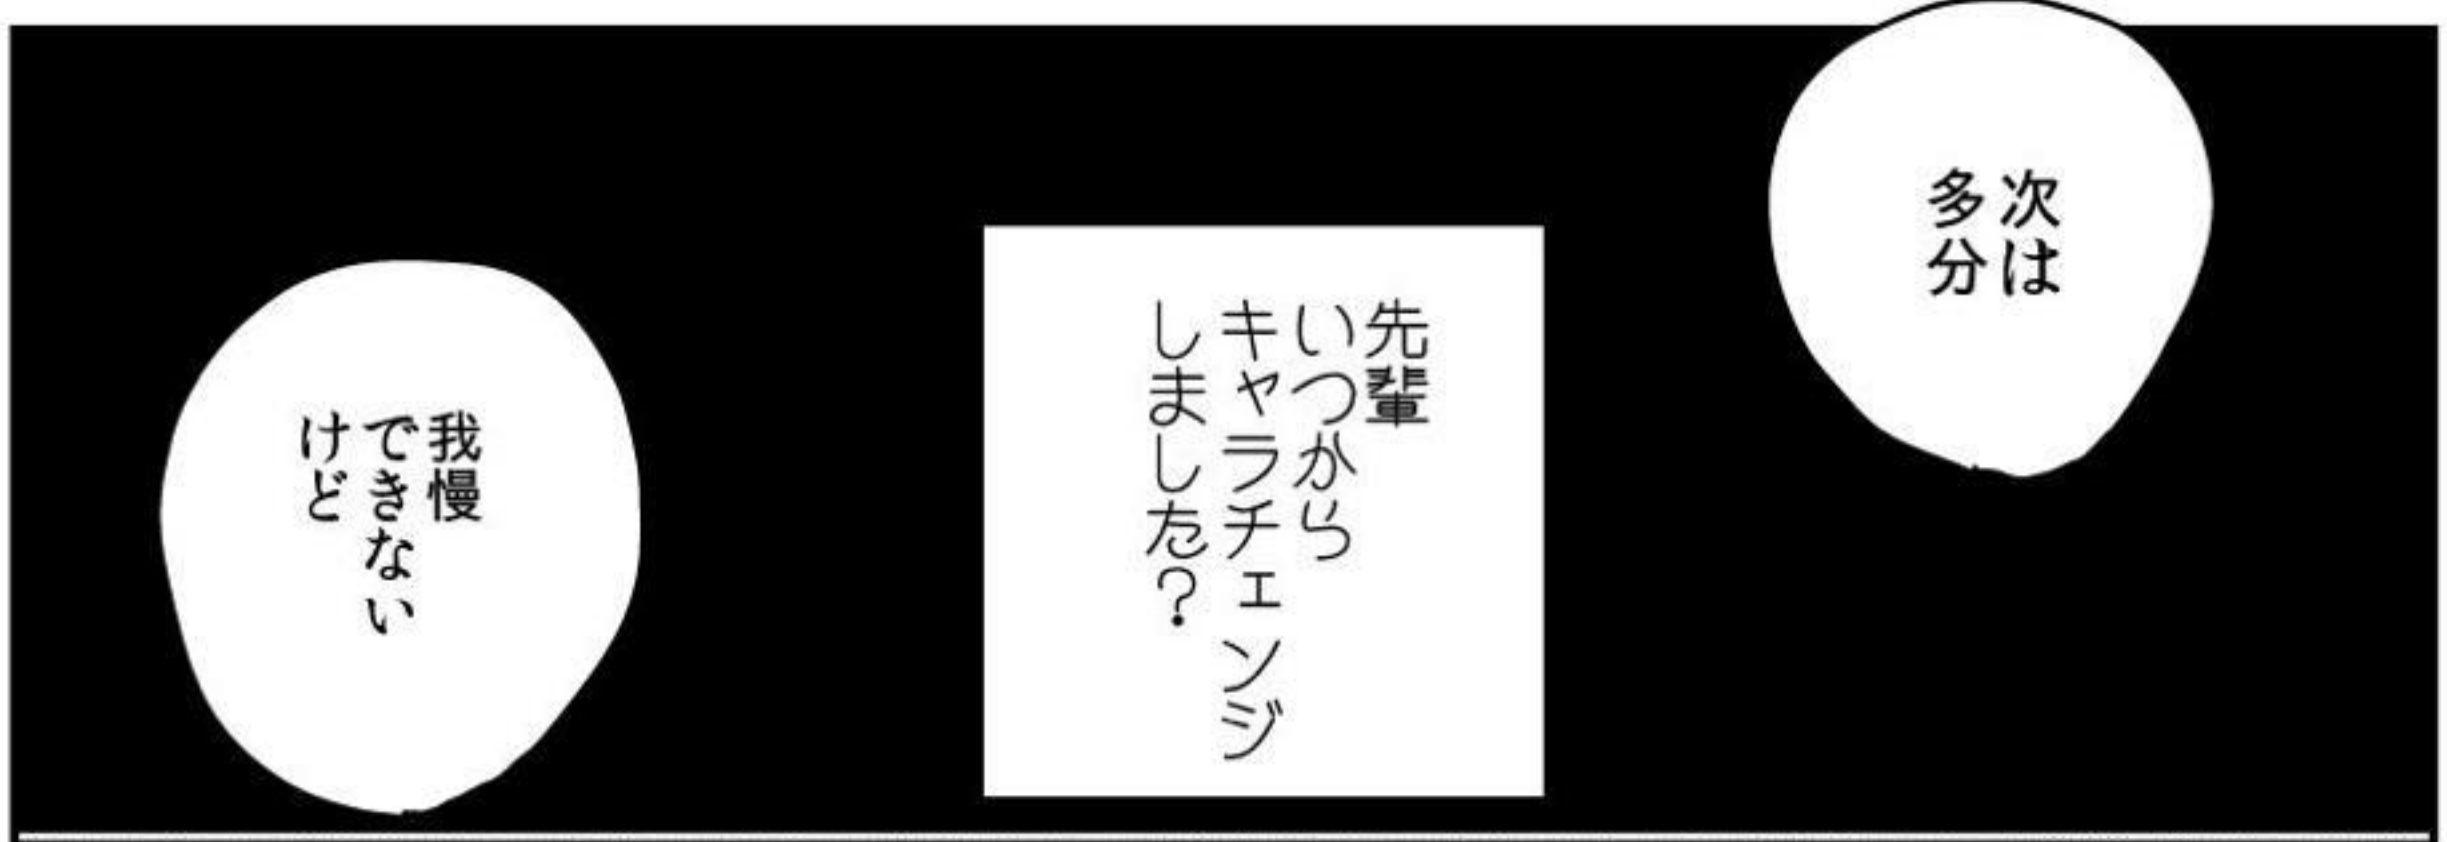 次は
多分
先輩
いつから
キャラチェンジ
しました?
我慢
できない
けど